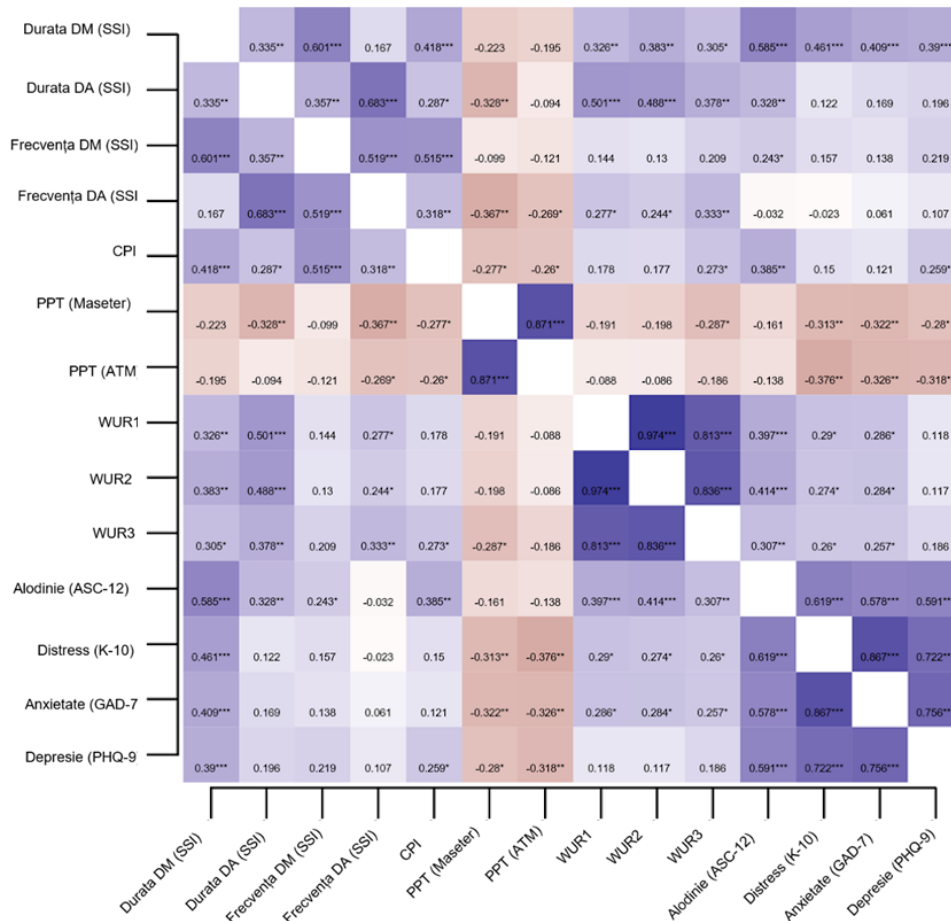 Durata DM (SSI) 0.335** 0.601*** 0.167 0.418*** -0.223 -0.195 0.326** 0.383** 0.305* 0.585*** 0.461*** 0.409*** 0.39***
Durata DA (SSI) 0.335** 0.357** 0.683*** 0.287* -0.328** -0.094 0.501*** 0.488*** 0.378** 0.328** 0.122 0.169 0.196
Frecvența DM (SSI) 0.601*** 0.357** 0.519*** 0.515*** -0.099 -0.121 0.144 0.13 0.209 0.243* 0.157 0.138 0.219
Frecvența DA (SSI 0.167 0.683*** 0.519*** 0.318** -0.367** -0.269* 0.277* 0.244* 0.333** -0.032 -0.023 0.061 0.107
CPI 0.418*** 0.287* 0.515*** 0.318** -0.277* -0.26* 0.178 0.177 0.273* 0.385** 0.15 0.121 0.259*
PPT (Maseter) -0.223 -0.328** -0.099 -0.367** -0.277* 0.871*** -0.191 -0.198 -0.287* -0.161 -0.313** -0.322** -0.28*
PPT (ATM -0.195 -0.094 -0.121 -0.269* -0.26* 0.871*** -0.088 -0.086 -0.186 -0.138 -0.376** -0.326** -0.318*
WUR1 0.326** 0.501*** 0.144 0.277* 0.178 -0.191 -0.088 0.974*** 0.813*** 0.397*** 0.29* 0.286* 0.118
WUR2 0.383** 0.488*** 0.13 0.244* 0.177 -0.198 -0.086 0.974*** 0.836*** 0.414*** 0.274* 0.284* 0.117
WUR3 0.305* 0.378** 0.209 0.333** 0.273* -0.287* -0.186 0.813*** 0.836*** 0.307** 0.26* 0.257* 0.186
Alodinie (ASC-12) 0.585*** 0.328** 0.243* -0.032 0.385** -0.161 -0.138 0.397*** 0.414*** 0.307** 0.619*** 0.578*** 0.591**
Distress (K-10) 0.461*** 0.122 0.157 -0.023 0.15 -0.313** -0.376** 0.29* 0.274* 0.26* 0.619*** 0.867*** 0.722**
Anxietate (GAD-7 0.409*** 0.169 0.138 0.061 0.121 -0.322** -0.326** 0.286* 0.284* 0.257* 0.578*** 0.867*** 0.756**
Depresie (PHQ-9 0.39*** 0.196 0.219 0.107 0.259* -0.28* -0.318** 0.118 0.117 0.186 0.591*** 0.722*** 0.756***
Durata DM (SSI) Durata DA (SSI) Frecvența DM (SSI) Frecvența DA (SSI) CPI PPT (Maseter) PPT (ATM) WUR1 WUR2 WUR3 Alodinie (ASC-12) Distress (K-10) Anxietate (GAD-7) Depresie (PHQ-9)